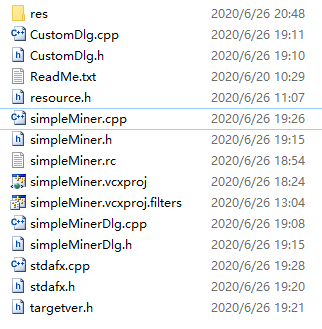 res 2020/6/26 20:48
CustomDlg.cpp 2020/6/26 19:11
CustomDlg.h 2020/6/26 19:10
ReadMe.txt 2020/6/20 10:29
resource.h 2020/6/26 11:07
simpleMiner.cpp 2020/6/26 19:26
simpleMiner.h 2020/6/26 19:15
simpleMiner.rc 2020/6/26 18:54
simpleMiner.vcxproj 2020/6/26 18:24
simpleMiner.vcxproj.filters 2020/6/26 13:04
simpleMinerDlg.cpp 2020/6/26 19:08
simpleMinerDlg.h 2020/6/26 19:15
stdafx.cpp 2020/6/26 19:28
stdafx.h 2020/6/26 19:20
targetver.h 2020/6/26 19:21